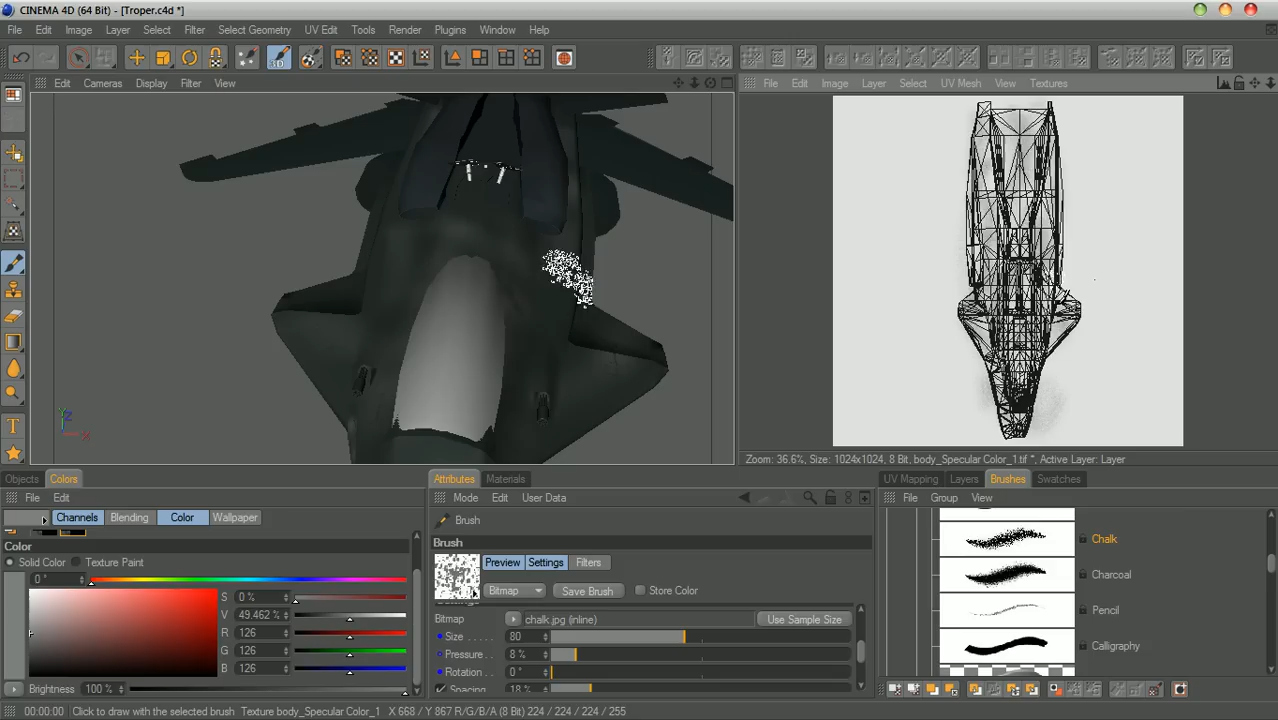 CINEMA 4D (64 Bit) - [Troper.c4d *]
File Edit Image Layer Select Filter Select Geometry UV Edit Tools Render Plugins Window Help
3D
Edit Cameras Display Filter View
File Edit Image Layer Select UV Mesh View Textures
Y Z X
Zoom: 36.6%, Size: 1024x1024, 8 Bit, body_Specular Color_1.tif *, Active Layer: Layer
Objects Colors
File Edit
Channels Blending Color Wallpaper
Color
Solid Color Texture Paint
0 °
S 0 %
V 49.462 %
R 126
G 126
B 126
Brightness 100 %
Attributes Materials
Mode Edit User Data
Brush
Brush
Preview Settings Filters
Bitmap Save Brush Store Color
Settings
Bitmap chalk.jpg (inline) Use Sample Size
Size . . . . . 80
Pressure . . 8 %
Rotation . . 0 °
Spacing 18 %
UV Mapping Layers Brushes Swatches
File Group View
Chalk
Charcoal
Pencil
Calligraphy
00:00:00 Click to draw with the selected brush Texture body_Specular Color_1 X 668 / Y 867 R/G/B/A (8 Bit) 224 / 224 / 224 / 255